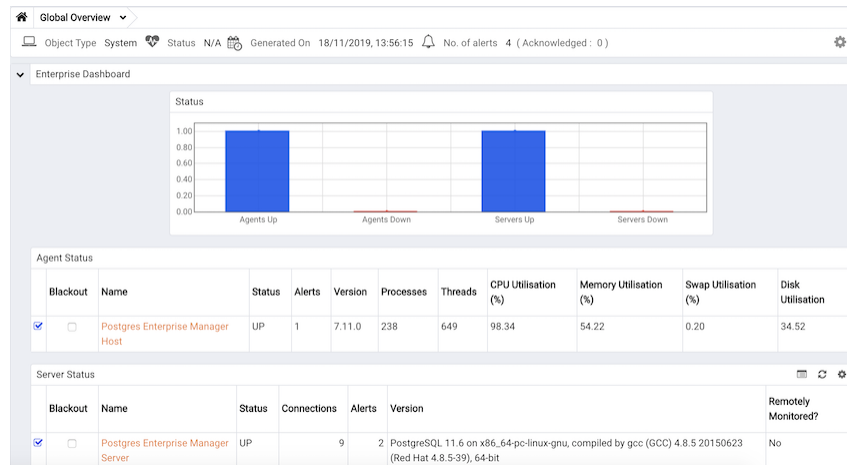 Global Overview
Object Type System Status N/A Generated On 18/11/2019, 13:56:15 No. of alerts 4 ( Acknowledged : 0 )
Enterprise Dashboard
Status
1.00
0.80
0.60
0.40
0.20
0.00
Agents Up Agents Down Servers Up Servers Down
Agent Status
Blackout Name Status Alerts Version Processes Threads CPU Utilisation (%) Memory Utilisation (%) Swap Utilisation (%) Disk Utilisation
Postgres Enterprise Manager Host UP 1 7.11.0 238 649 98.34 54.22 0.20 34.52
Server Status
Blackout Name Status Connections Alerts Version Remotely Monitored?
Postgres Enterprise Manager Server UP 9 2 PostgreSQL 11.6 on x86_64-pc-linux-gnu, compiled by gcc (GCC) 4.8.5 20150623 (Red Hat 4.8.5-39), 64-bit No